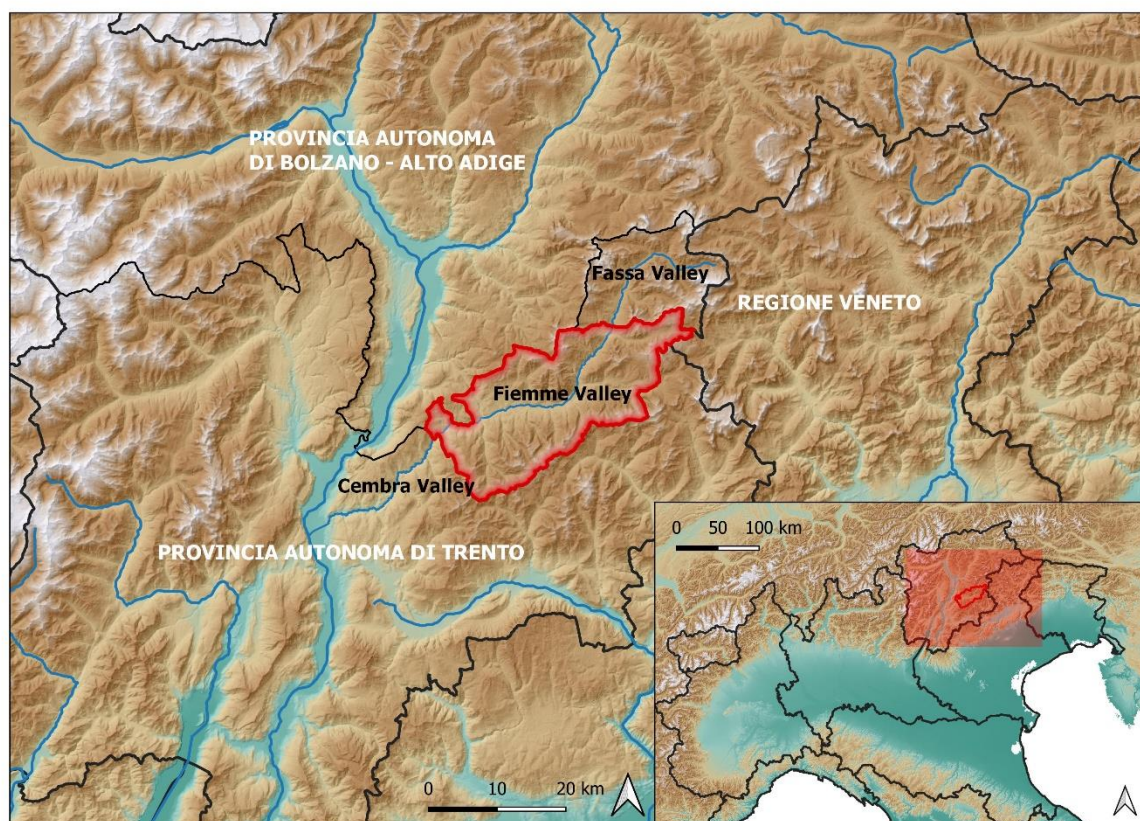 PROVINCIA AUTONOMA
DI BOLZANO - ALTO ADIGE
Fassa Valley
REGIONE VENETO
Fiemme Valley
Cembra Valley
PROVINCIA AUTONOMA DI TRENTO
0 50 100 km
0 10 20 km